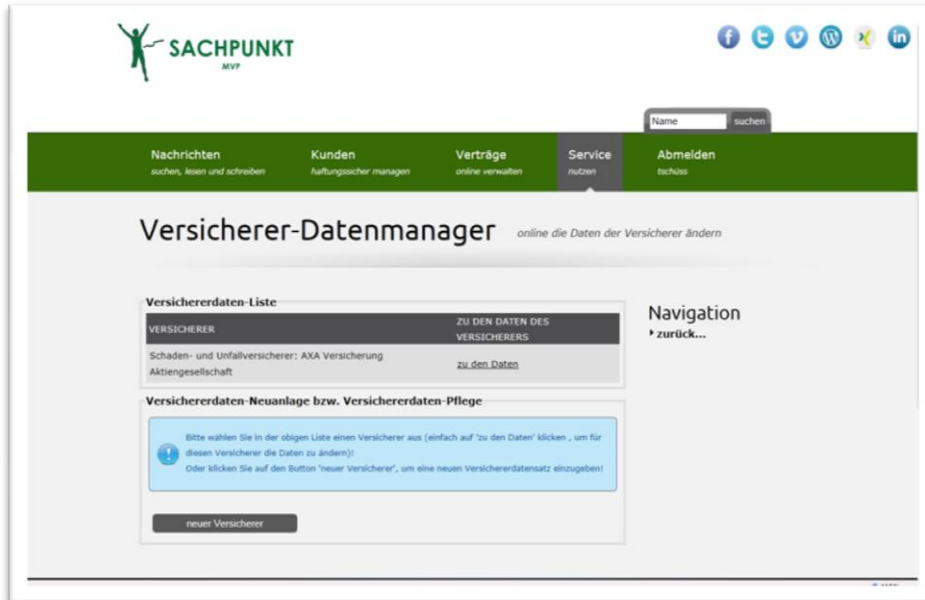 SACHPUNKT
MVP
Name suchen
Nachrichten
suchen, lesen und schreiben
Kunden
haftungssicher managen
Verträge
online verwalten
Service
nutzen
Abmelden
tschüss
Versicherer-Datenmanager online die Daten der Versicherer ändern
Versichererdaten-Liste
VERSICHERER
ZU DEN DATEN DES
VERSICHERERS
Schaden- und Unfallversicherer: AXA Versicherung
Aktiengesellschaft
zu den Daten
Navigation
zurück...
Versichererdaten-Neuanlage bzw. Versichererdaten-Pflege
Bitte wählen Sie in der obigen Liste einen Versicherer aus (einfach auf 'zu den Daten' klicken , um für
diesen Versicherer die Daten zu ändern)!
Oder klicken Sie auf den Button 'neuer Versicherer', um eine neuen Versichererdatensatz einzugeben!
neuer Versicherer